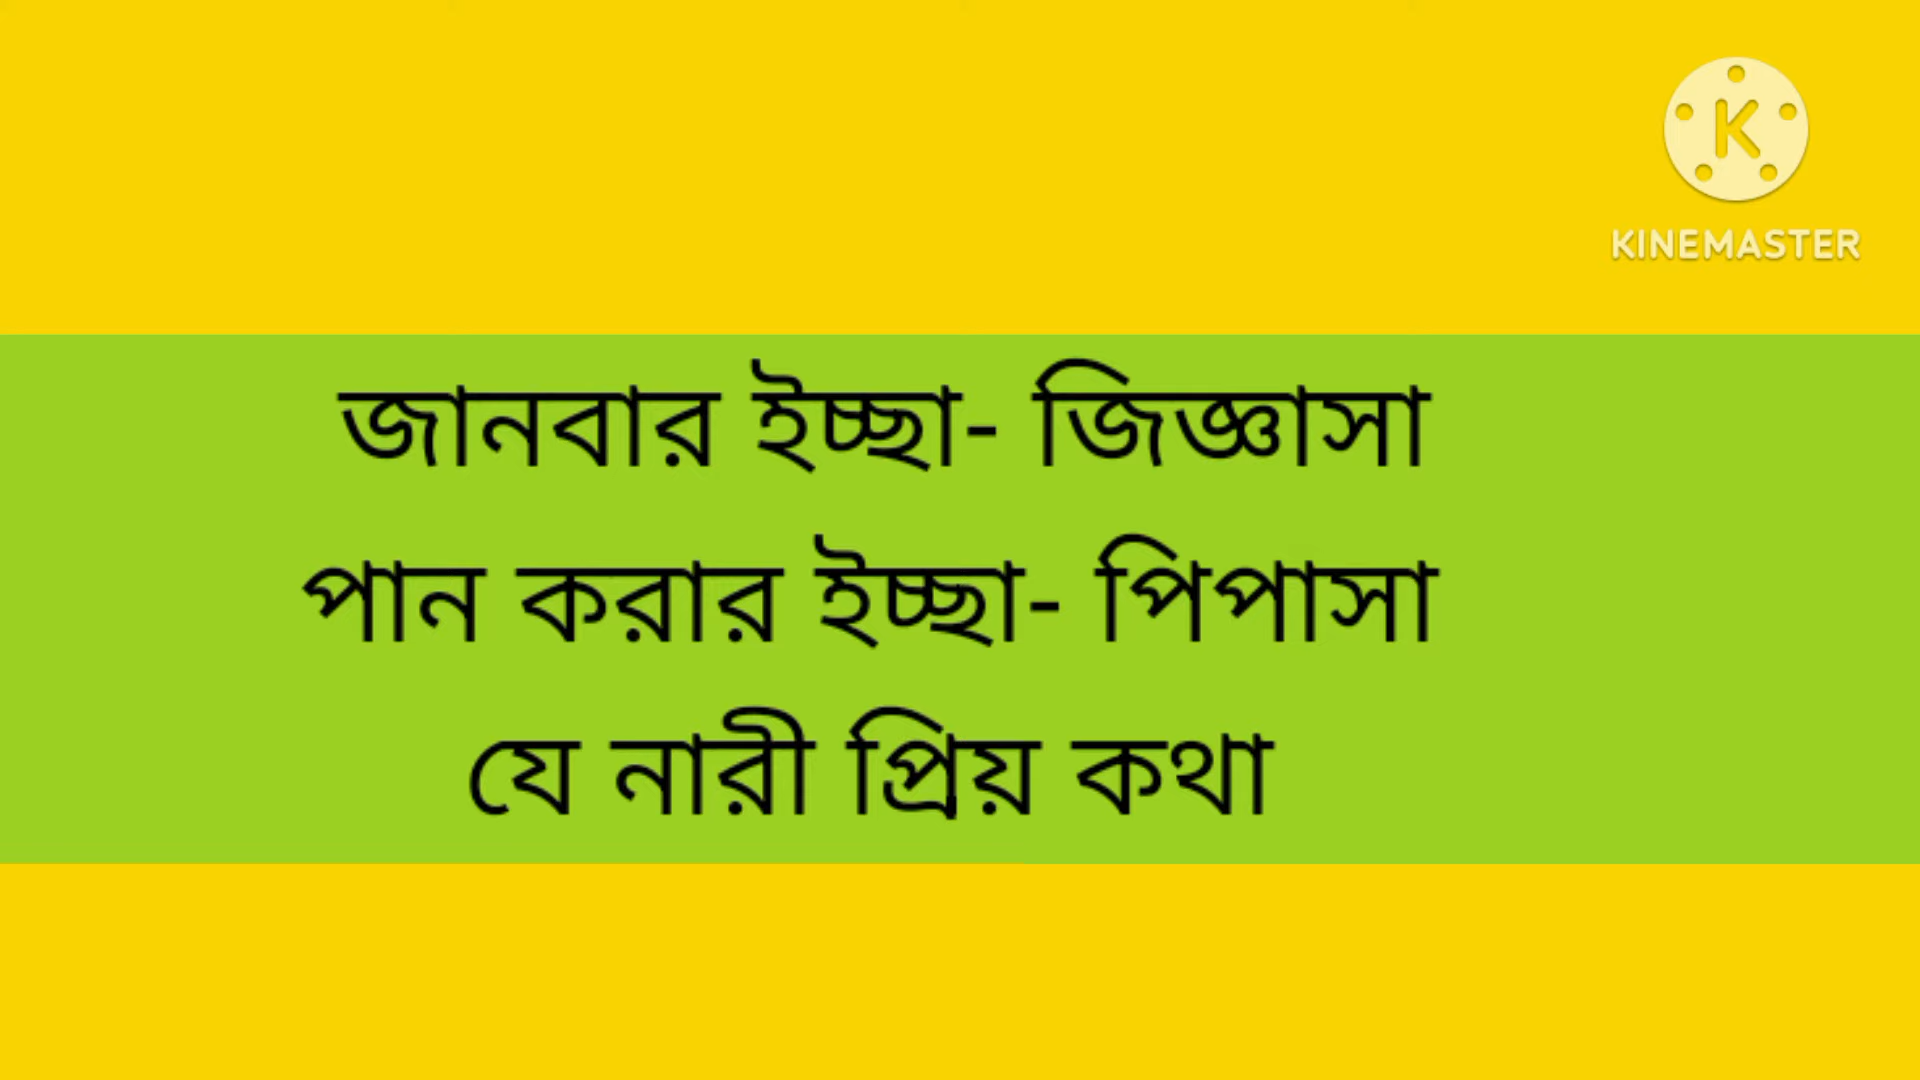 KINEMASTER
জানবার ইচ্ছা- জিজ্ঞাসা
পান করার ইচ্ছা- পিপাসা
যে নারী প্রিয় কথা